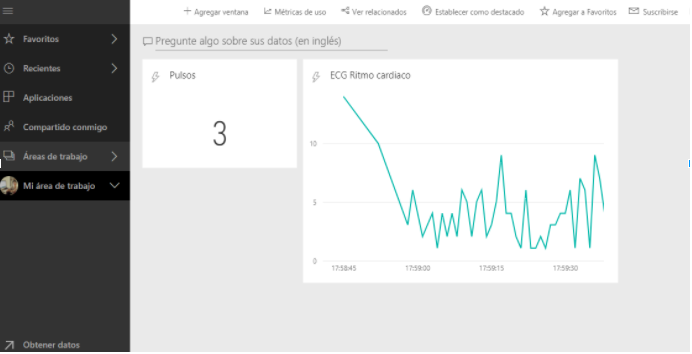 Agregar ventana
Métricas de uso
Ver relacionados
Establecer como destacado
Agregar a Favoritos
Suscribirse
Favoritos
Recientes
Aplicaciones
Compartido conmigo
Áreas de trabajo
Mi área de trabajo
Obtener datos
Pregunte algo sobre sus datos (en inglés)
Pulsos
3
ECG Ritmo cardiaco
10
5
0
17:58:45
17:59:00
17:59:15
17:59:30